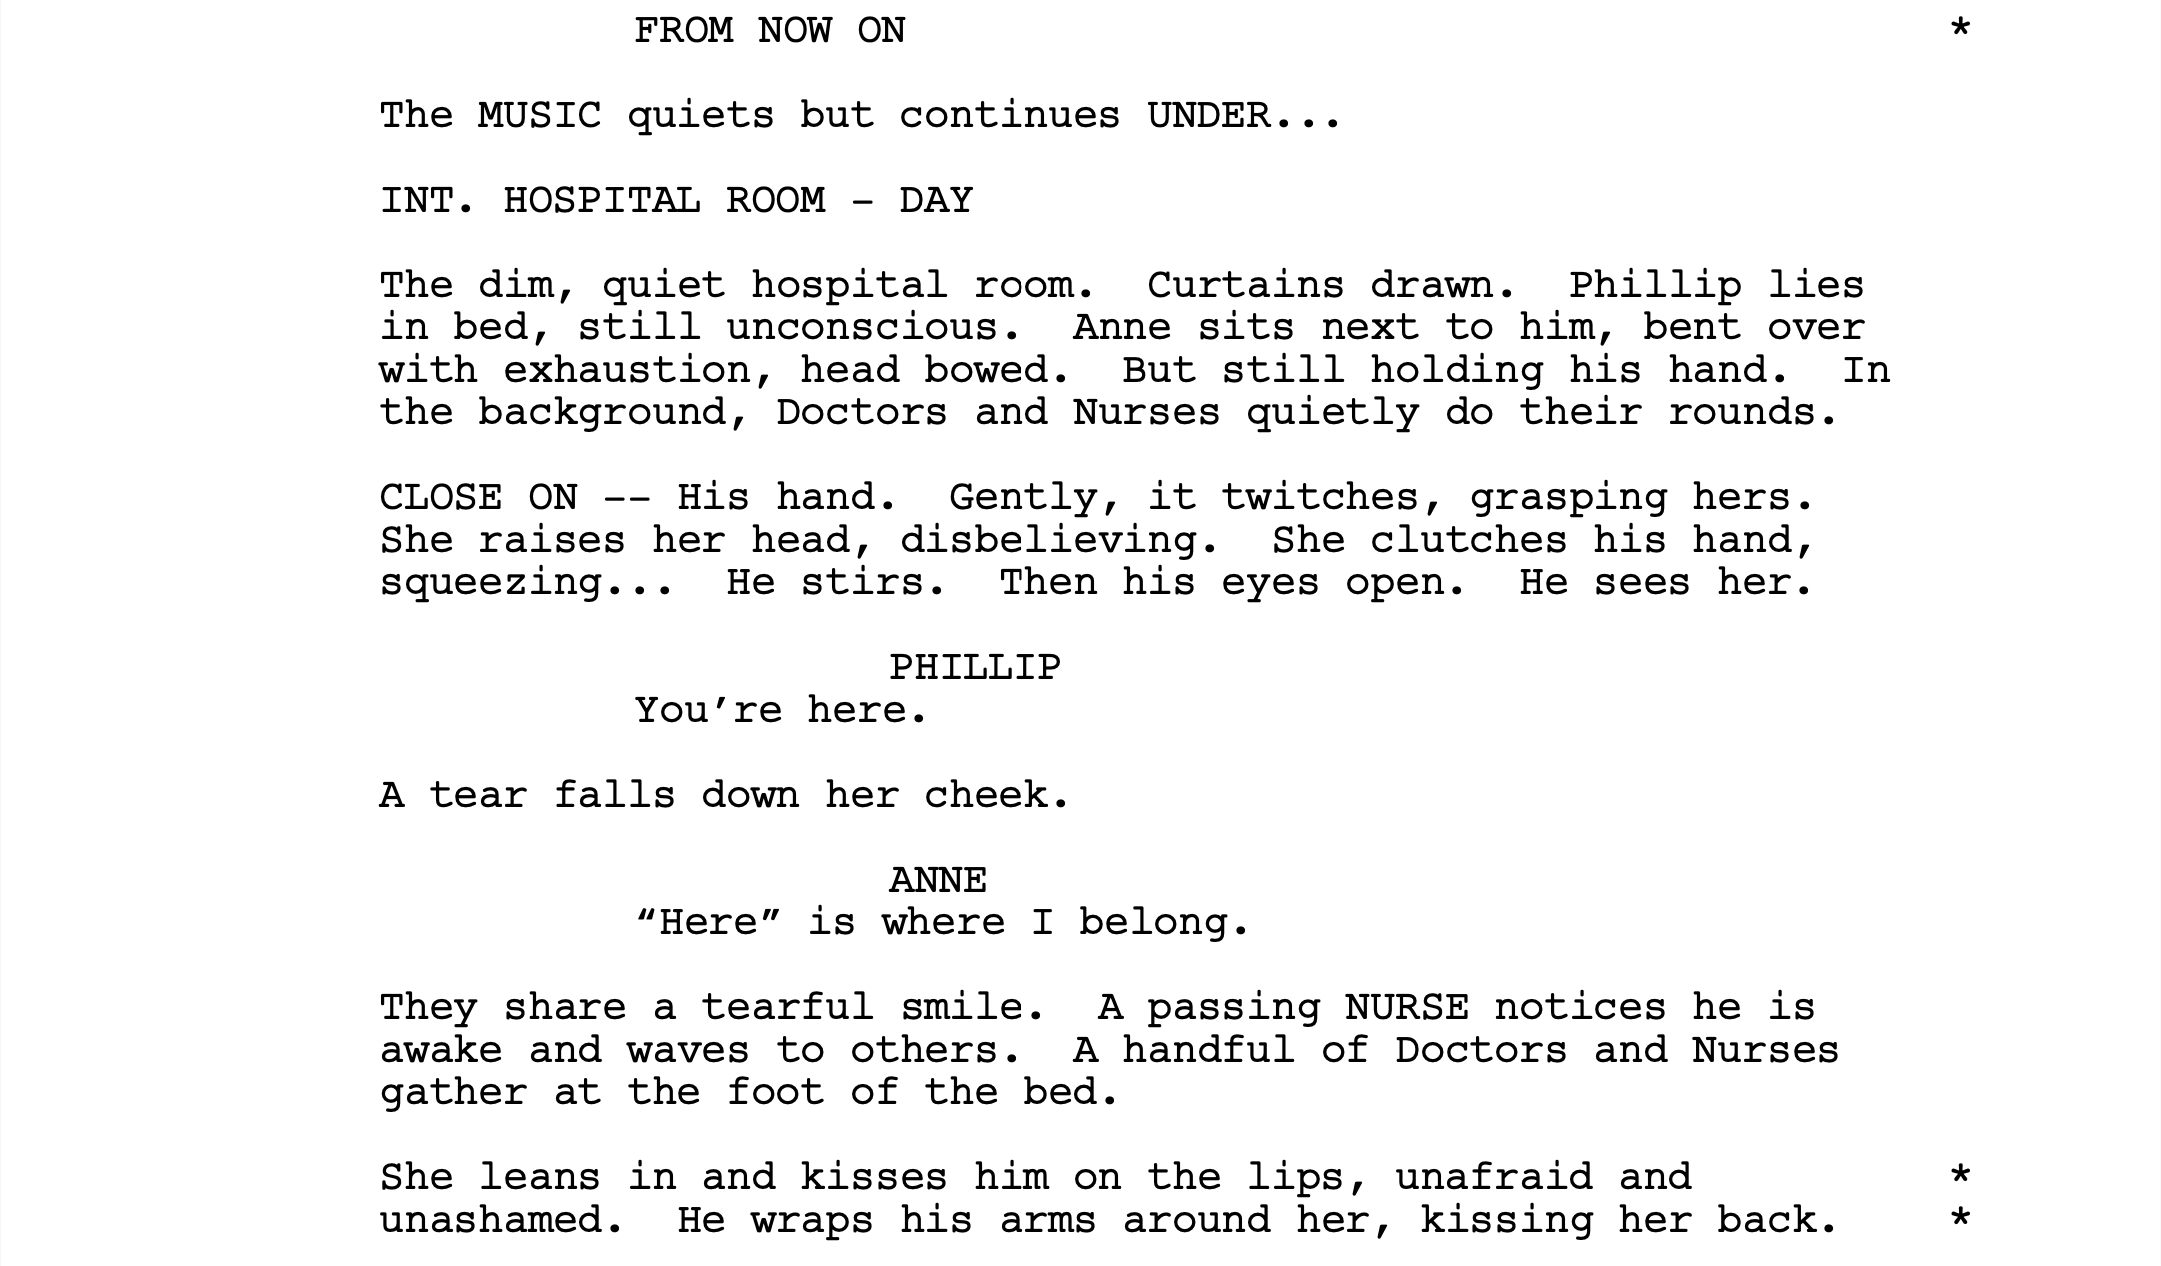 FROM NOW ON *
The MUSIC quiets but continues UNDER...
INT. HOSPITAL ROOM – DAY
The dim, quiet hospital room.  Curtains drawn.  Phillip lies
in bed, still unconscious.  Anne sits next to him, bent over
with exhaustion, head bowed.  But still holding his hand.  In
the background, Doctors and Nurses quietly do their rounds.
CLOSE ON -- His hand.  Gently, it twitches, grasping hers.
She raises her head, disbelieving.  She clutches his hand,
squeezing...  He stirs.  Then his eyes open.  He sees her.
PHILLIP
You’re here.
A tear falls down her cheek.
ANNE
“Here” is where I belong.
They share a tearful smile.  A passing NURSE notices he is
awake and waves to others.  A handful of Doctors and Nurses
gather at the foot of the bed.
She leans in and kisses him on the lips, unafraid and *
unashamed.  He wraps his arms around her, kissing her back. *